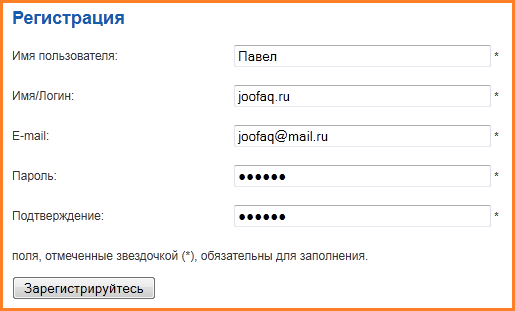 Регистрация
Имя пользователя: Павел *
Имя/Логин: joofaq.ru *
E-mail: joofaq@mail.ru *
Пароль: ●●●●●● *
Подтверждение: ●●●●●● *
поля, отмеченные звездочкой (*), обязательны для заполнения.
Зарегистрируйтесь